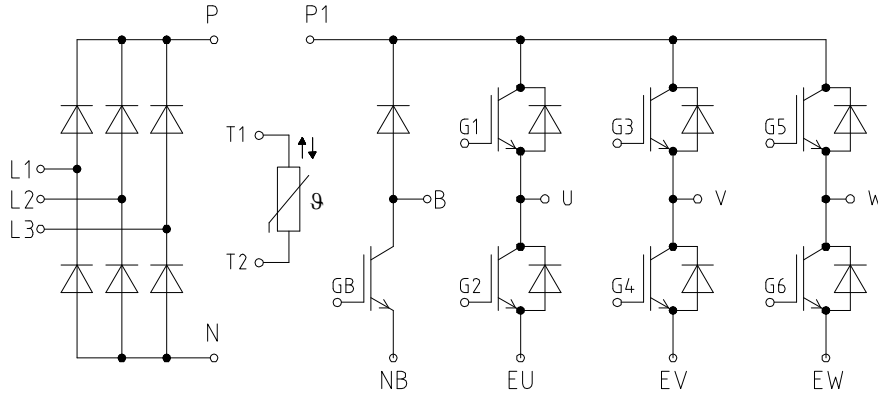 P P1
T1 G1 G3 G5
L1
L2 ϑ B U V W
L3
T2 GB G2 G4 G6
N
NB EU EV EW